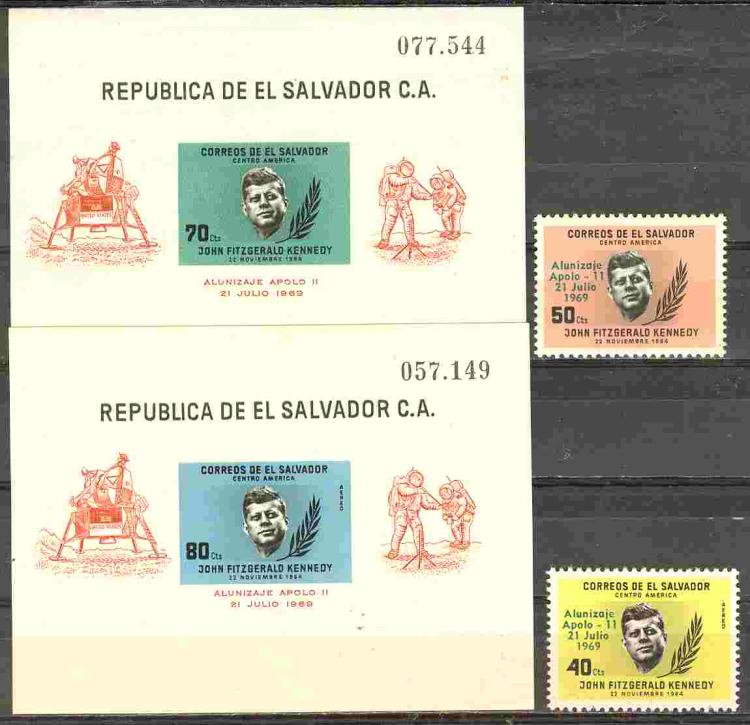 077.544
REPUBLICA DE EL SALVADOR C.A.
CORREOS DE EL SALVADOR
CENTRO AMERICA
70 Cts
JOHN FITZGERALD KENNEDY
22 NOVIEMBRE 1964
UNITED STATES
ALUNIZAJE APOLO II
21 JULIO 1969
CORREOS DE EL SALVADOR
CENTRO AMERICA
Alunizaje
Apolo - 11
21 Julio
1969
50 Cts
JOHN FITZGERALD KENNEDY
22 NOVIEMBRE 1964
057.149
REPUBLICA DE EL SALVADOR C.A.
CORREOS DE EL SALVADOR
CENTRO AMERICA
AEREO
80 Cts
JOHN FITZGERALD KENNEDY
22 NOVIEMBRE 1964
UNITED STATES
ALUNIZAJE APOLO II
21 JULIO 1969
CORREOS DE EL SALVADOR
CENTRO AMERICA
AEREO
Alunizaje
Apolo - 11
21 Julio
1969
40 Cts
JOHN FITZGERALD KENNEDY
22 NOVIEMBRE 1964